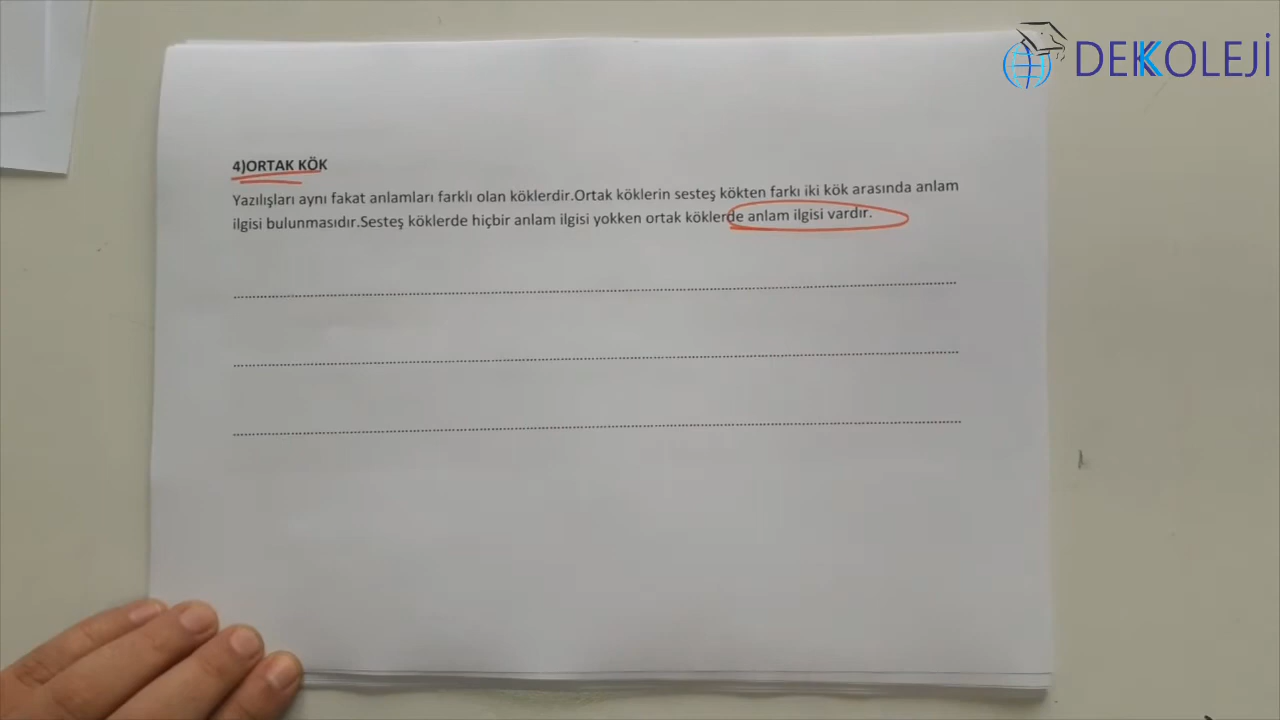 DEKKOLEJİ
4)ORTAK KÖK
Yazılışları aynı fakat anlamları farklı olan köklerdir.Ortak köklerin sesteş kökten farkı iki kök arasında anlam
ilgisi bulunmasıdır.Sesteş köklerde hiçbir anlam ilgisi yokken ortak köklerde anlam ilgisi vardır.